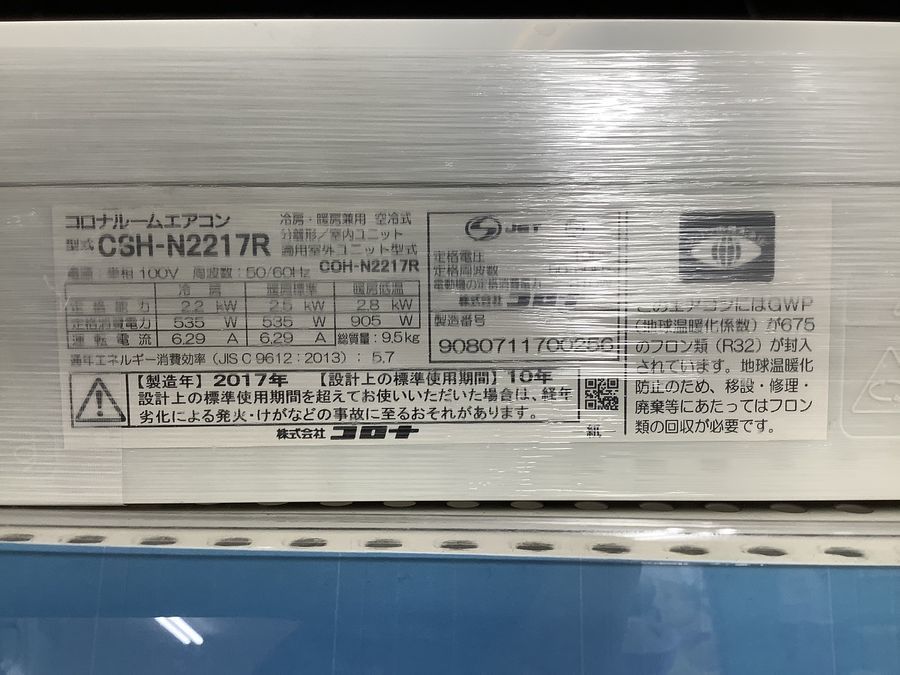 コロナルームエアコン
型式 CSH-N2217R
冷房・暖房兼用 空冷式
分離形/室内ユニット
適用室外ユニット型式
COH-N2217R
電源:単相100V 周波数:50/60Hz
冷房 暖房標準 暖房低温
定格能力 2.2 kW 2.5 kW 2.8 kW
定格消費電力 535 W 535 W 905 W
運転電流 6.29 A 6.29 A 総質量:9.5kg
通年エネルギー消費効率(JIS C 9612:2013):5.7
JET
定格電圧
定格周波数
電動機の定格消費電力
株式会社 コロナ
製造番号
【製造年】2017年 【設計上の標準使用期間】10年
設計上の標準使用期間を超えてお使いいただいた場合は、経年
劣化による発火・けがなどの事故に至るおそれがあります。
株式会社 コロナ
紙
このエアコンにはGWP
(地球温暖化係数)が675
のフロン類(R32)が封入
されています。地球温暖化
防止のため、移設・修理・
廃棄等にあたってはフロン
類の回収が必要です。